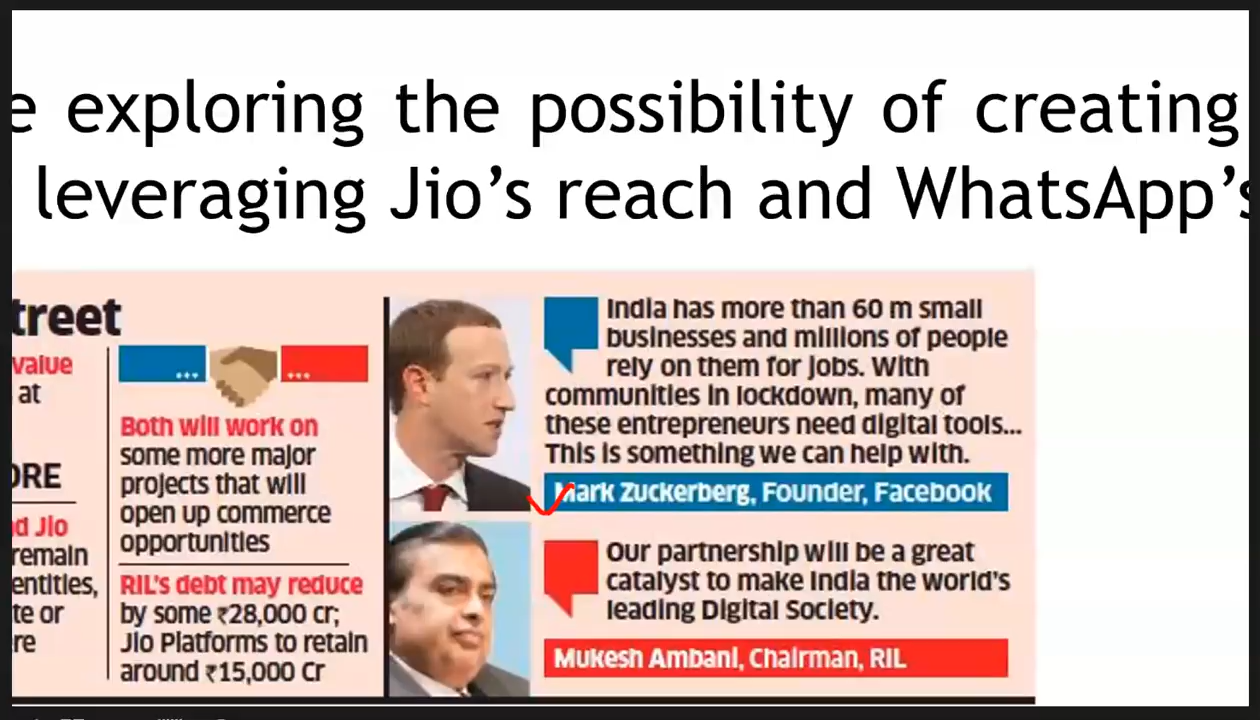 e exploring the possibility of creating
leveraging Jio's reach and WhatsApp's
treet
value
at
ORE
d Jio
remain
entities,
te or
re
Both will work on
some more major
projects that will
open up commerce
opportunities
RIL's debt may reduce
by some ₹28,000 cr;
Jio Platforms to retain
around ₹15,000 Cr
India has more than 60 m small
businesses and millions of people
rely on them for jobs. With
communities in lockdown, many of
these entrepreneurs need digital tools...
This is something we can help with.
Mark Zuckerberg, Founder, Facebook
Our partnership will be a great
catalyst to make India the world's
leading Digital Society.
Mukesh Ambani, Chairman, RIL